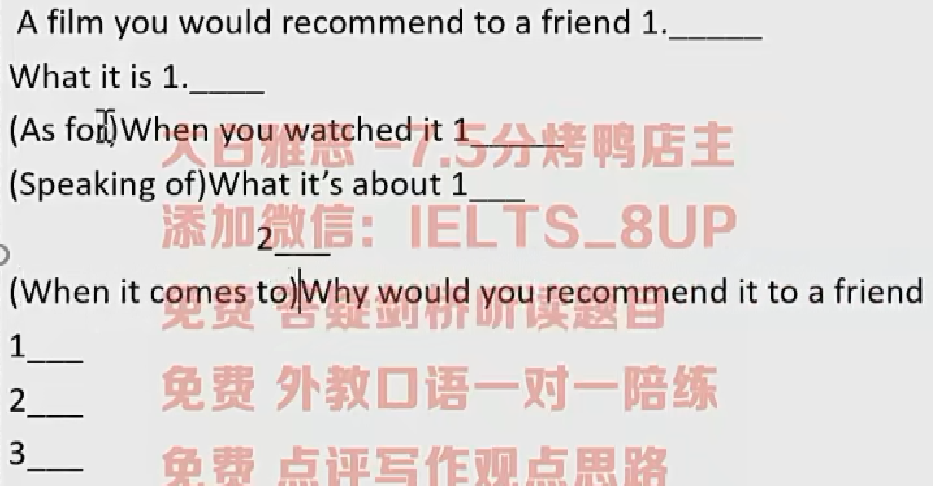 A film you would recommend to a friend 1._____
What it is 1.____
(As for)When you watched it 1_____
大白雅思 -7.5分烤鸭店主
(Speaking of)What it's about 1___
添加微信：IELTS_8UP
2___
(When it comes to)Why would you recommend it to a friend
免费 答疑剑桥听读题目
1___
免费 外教口语一对一陪练
2___
3___
免费 点评写作观点思路